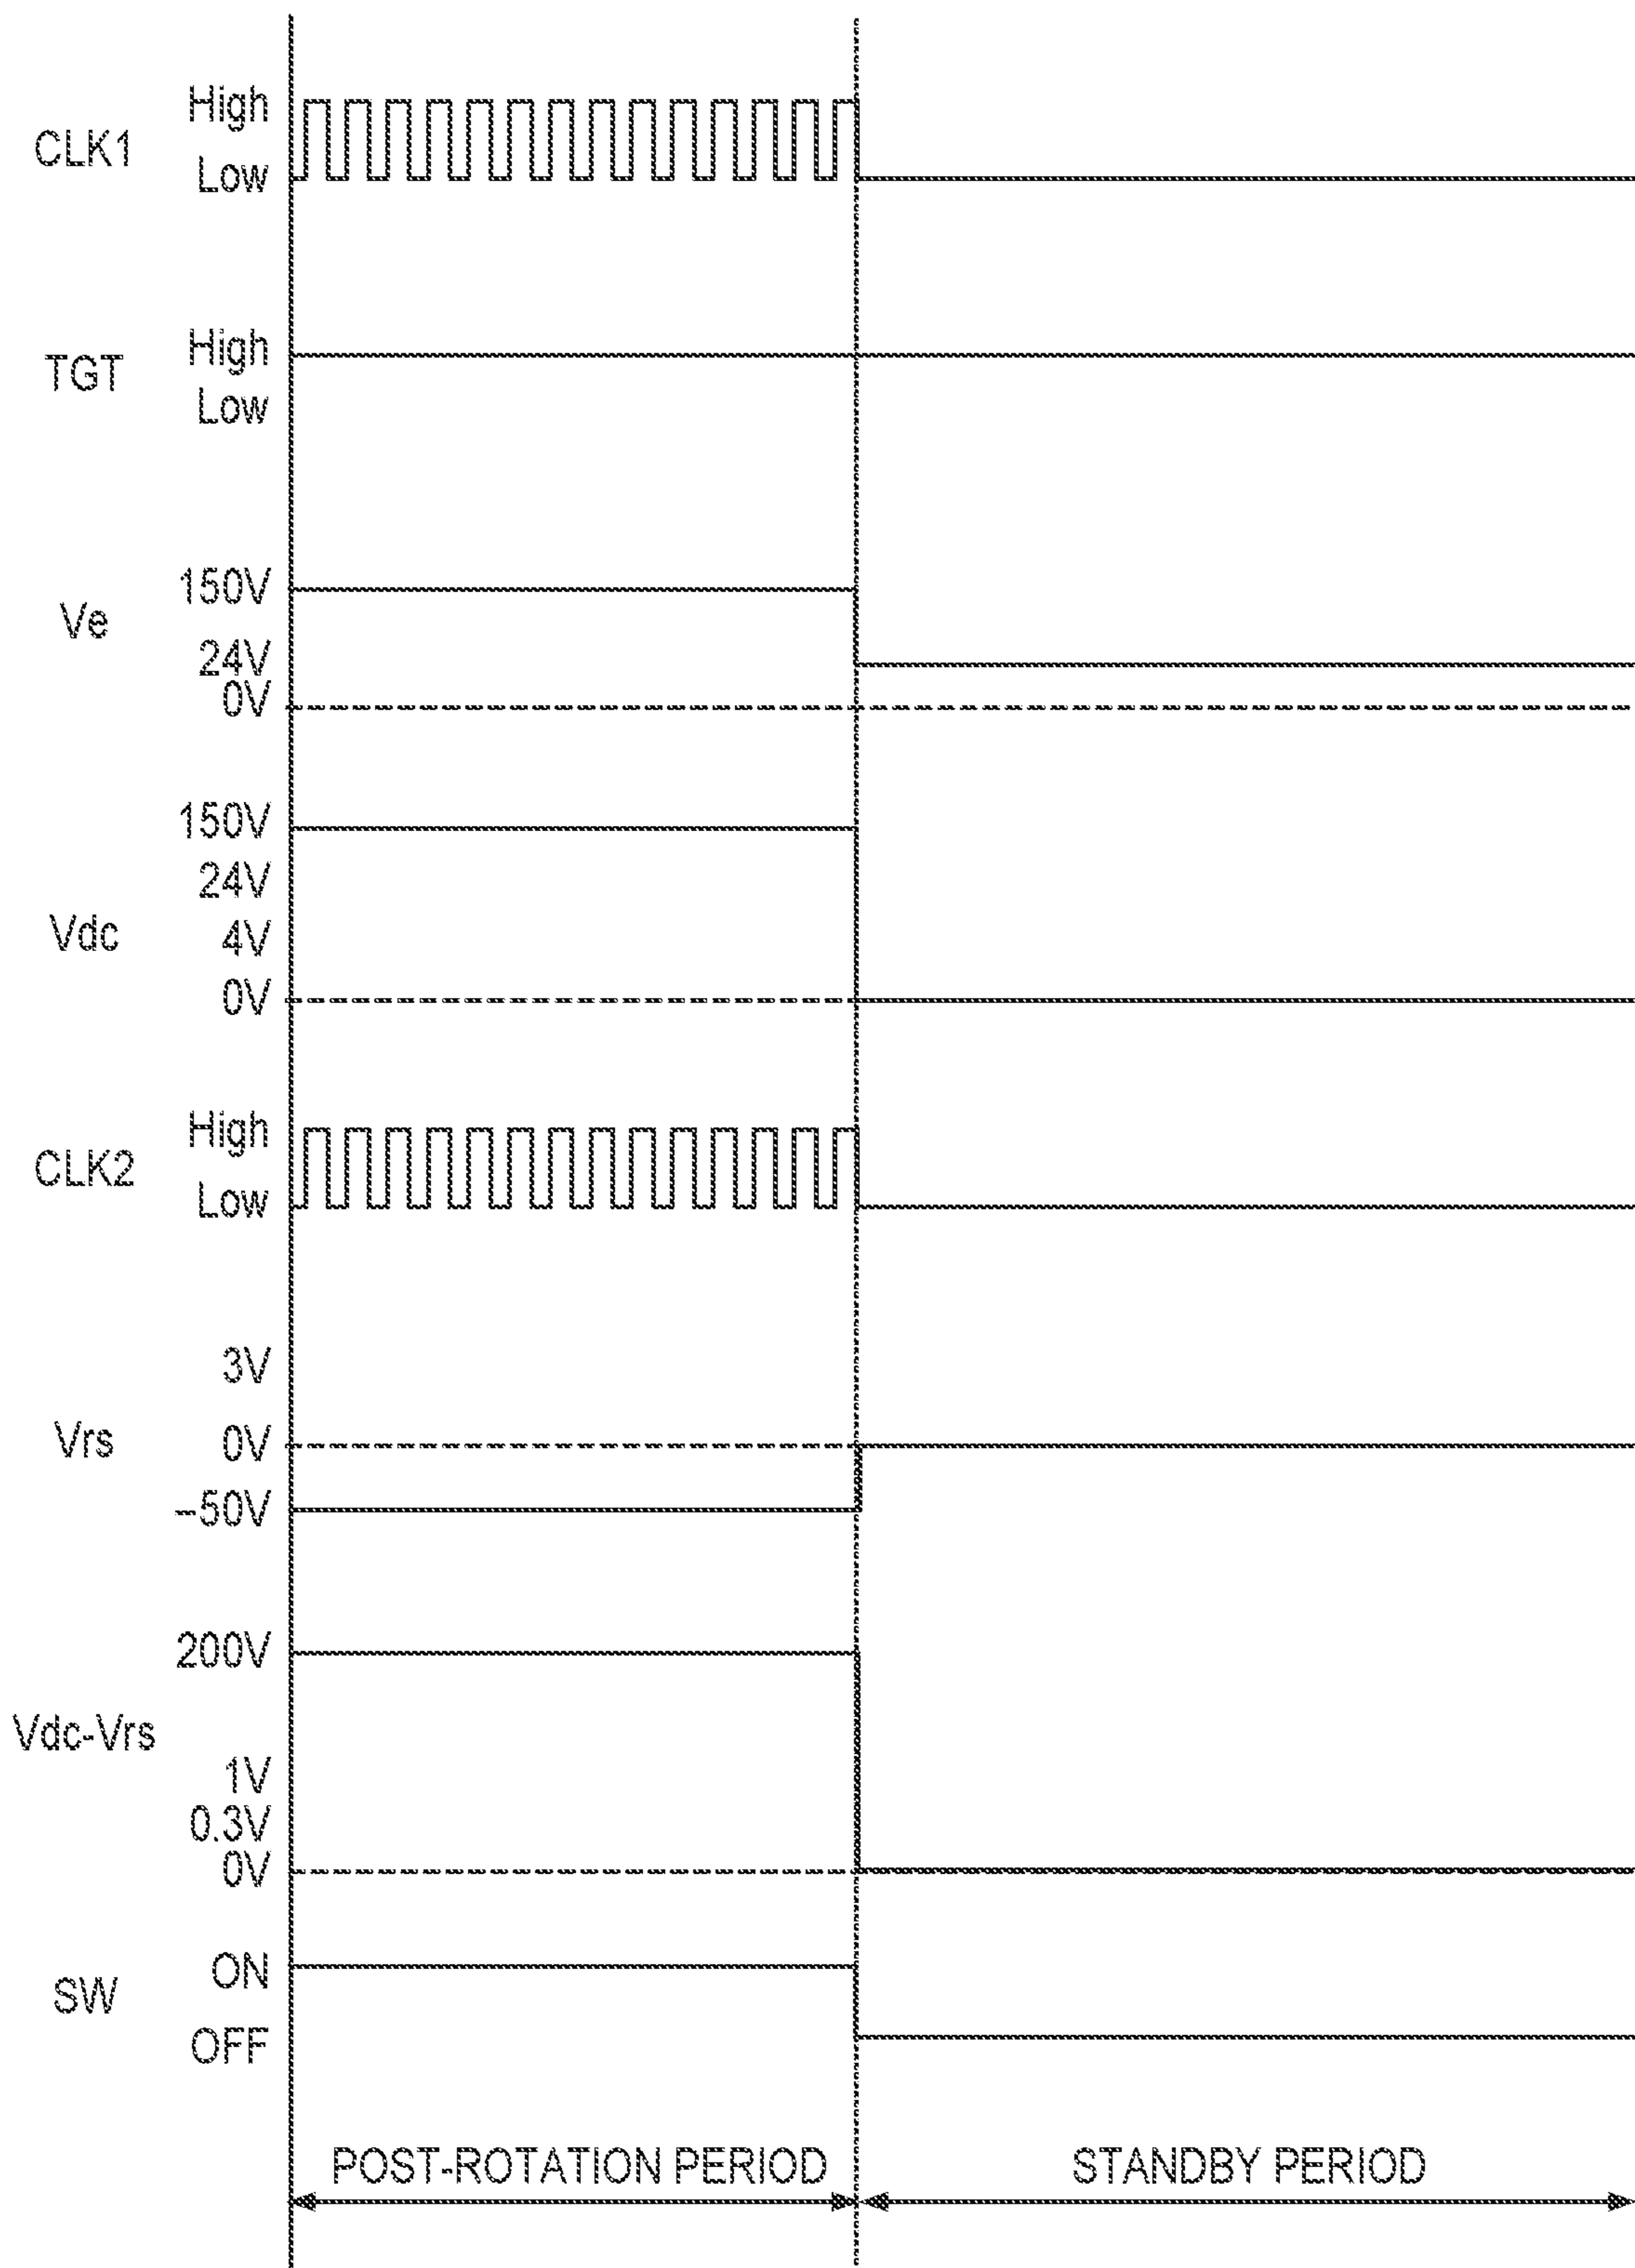 CLK1
High
Low
TGT
High
Low
Ve
150V
24V
0V
Vdc
150V
24V
4V
0V
CLK2
High
Low
Vrs
3V
0V
-50V
Vdc-Vrs
200V
1V
0.3V
0V
SW
ON
OFF
POST-ROTATION PERIOD
STANDBY PERIOD